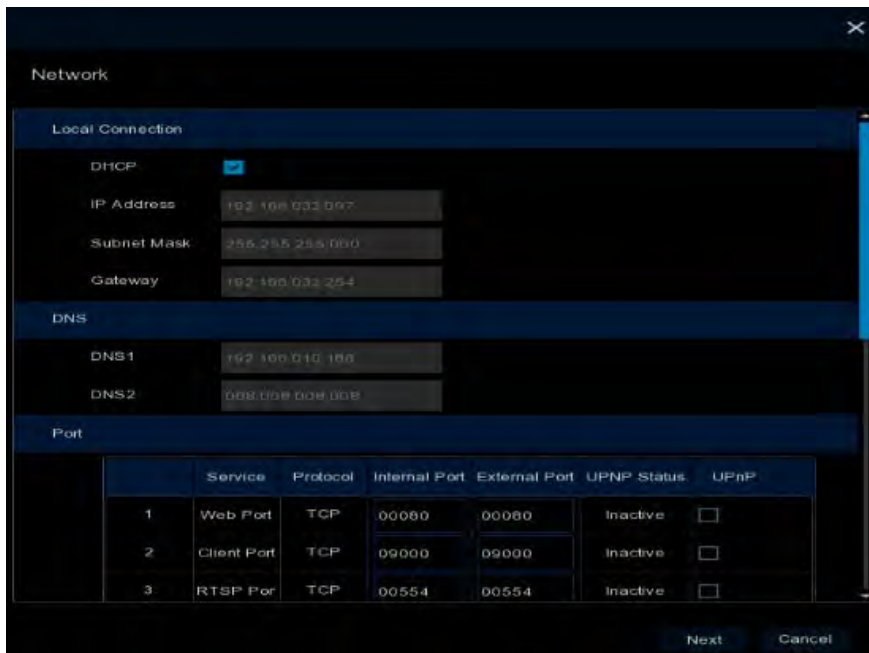 Network
Local Connection
DHCP
IP Address 192.168.032.097
Subnet Mask 255.255.255.000
Gateway 192.168.032.254
DNS
DNS1 192.168.010.188
DNS2 008.008.008.008
Port
Service Protocol Internal Port External Port UPNP Status UPnP
1 Web Port TCP 00080 00080 Inactive
2 Client Port TCP 09000 09000 Inactive
3 RTSP Por TCP 00554 00554 Inactive
Next Cancel